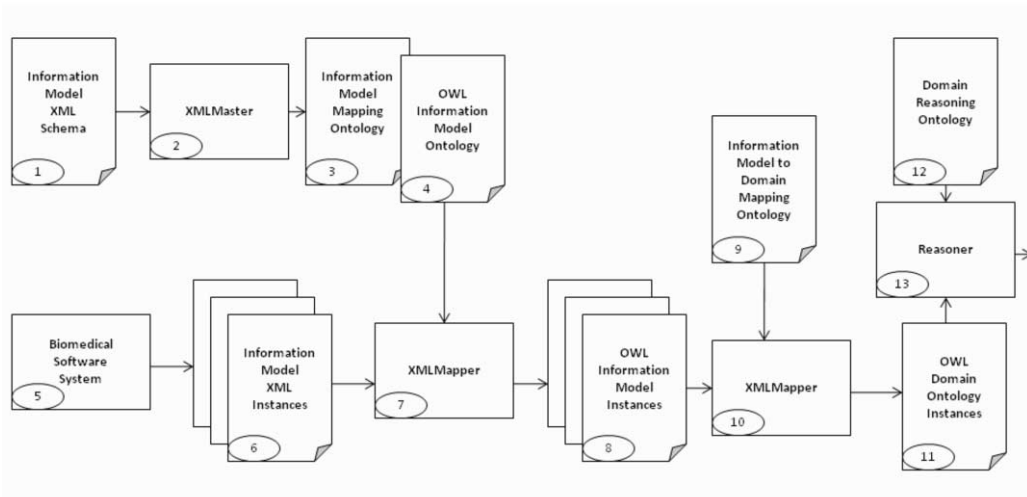 Information
Model
XML
Schema
1
XMLMaster
2
Information
Model
Mapping
Ontology
3
OWL
Information
Model
Ontology
4
Biomedical
Software
System
5
Information
Model
XML
Instances
6
XMLMapper
7
OWL
Information
Model
Instances
8
Information
Model to
Domain
Mapping
Ontology
9
XMLMapper
10
OWL
Domain
Ontology
Instances
11
Domain
Reasoning
Ontology
12
Reasoner
13